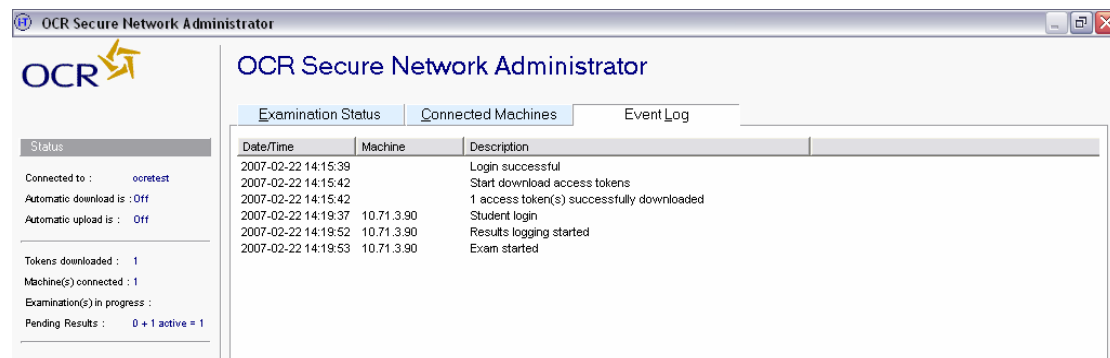 OCR Secure Network Administrator
OCR
OCR Secure Network Administrator
Examination Status Connected Machines Event Log
Status
Connected to : ocretest
Automatic download is : Off
Automatic upload is : Off
Tokens downloaded : 1
Machine(s) connected : 1
Examination(s) in progress :
Pending Results : 0 + 1 active = 1
Date/Time Machine Description
2007-02-22 14:15:39 Login successful
2007-02-22 14:15:42 Start download access tokens
2007-02-22 14:15:42 1 access token(s) successfully downloaded
2007-02-22 14:19:37 10.71.3.90 Student login
2007-02-22 14:19:52 10.71.3.90 Results logging started
2007-02-22 14:19:53 10.71.3.90 Exam started